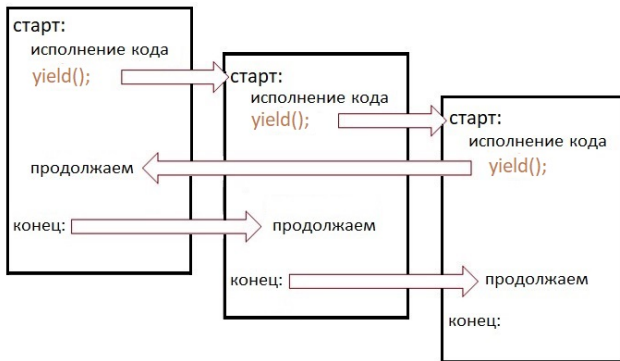 старт:
исполнение кода
yield();
продолжаем
конец:
старт:
исполнение кода
yield();
продолжаем
конец:
старт:
исполнение кода
yield();
продолжаем
конец: